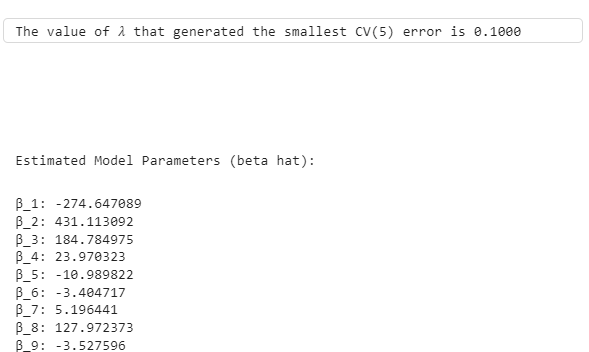 The value of λ that generated the smallest CV(5) error is 0.1000
Estimated Model Parameters (beta hat):
β_1: -274.647089
β_2: 431.113092
β_3: 184.784975
β_4: 23.970323
β_5: -10.989822
β_6: -3.404717
β_7: 5.196441
β_8: 127.972373
β_9: -3.527596